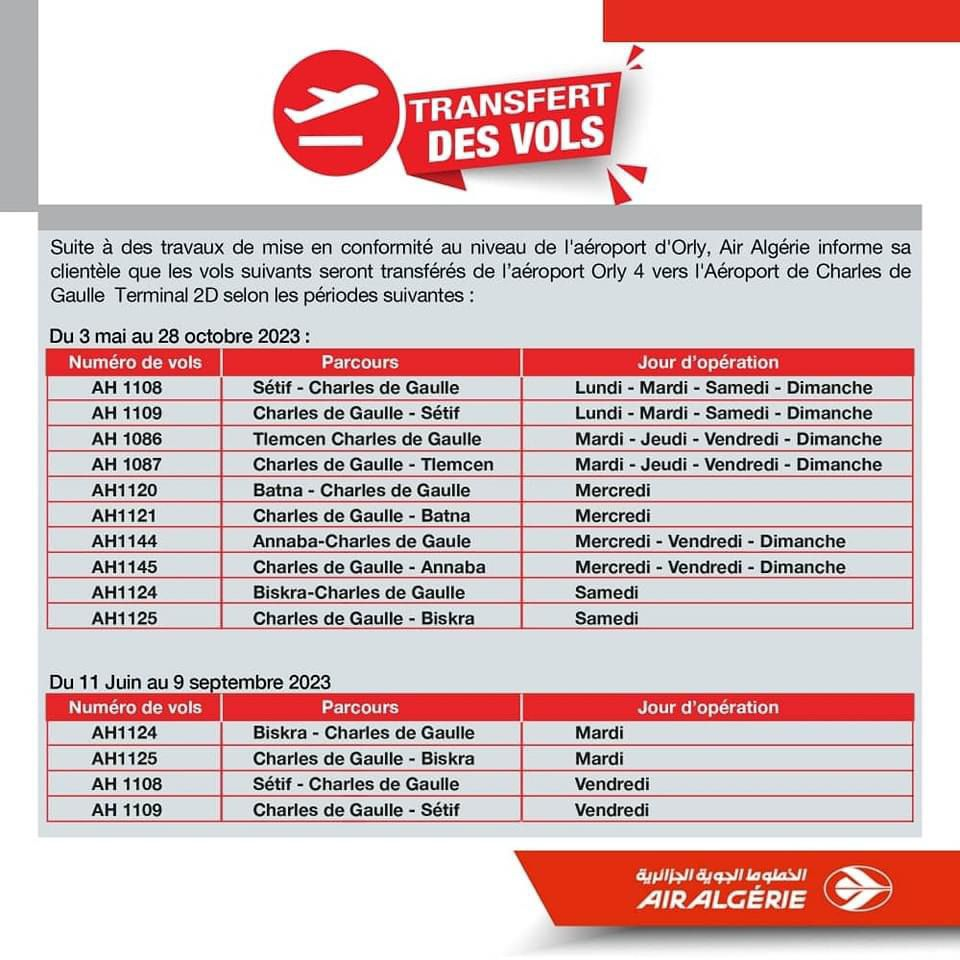 TRANSFERT
DES VOLS
Suite à des travaux de mise en conformité au niveau de l'aéroport d'Orly, Air Algérie informe sa
clientèle que les vols suivants seront transférés de l'aéroport Orly 4 vers l'Aéroport de Charles de
Gaulle Terminal 2D selon les périodes suivantes :
Du 3 mai au 28 octobre 2023 :
Numéro de vols Parcours Jour d'opération
AH 1108 Sétif - Charles de Gaulle Lundi - Mardi - Samedi - Dimanche
AH 1109 Charles de Gaulle - Sétif Lundi - Mardi - Samedi - Dimanche
AH 1086 Tlemcen Charles de Gaulle Mardi - Jeudi - Vendredi - Dimanche
AH 1087 Charles de Gaulle - Tlemcen Mardi - Jeudi - Vendredi - Dimanche
AH1120 Batna - Charles de Gaulle Mercredi
AH1121 Charles de Gaulle - Batna Mercredi
AH1144 Annaba-Charles de Gaule Mercredi - Vendredi - Dimanche
AH1145 Charles de Gaulle - Annaba Mercredi - Vendredi - Dimanche
AH1124 Biskra-Charles de Gaulle Samedi
AH1125 Charles de Gaulle - Biskra Samedi
Du 11 Juin au 9 septembre 2023
Numéro de vols Parcours Jour d'opération
AH1124 Biskra - Charles de Gaulle Mardi
AH1125 Charles de Gaulle - Biskra Mardi
AH 1108 Sétif - Charles de Gaulle Vendredi
AH 1109 Charles de Gaulle - Sétif Vendredi
الخطوط الجوية الجزائرية
AIR ALGÉRIE